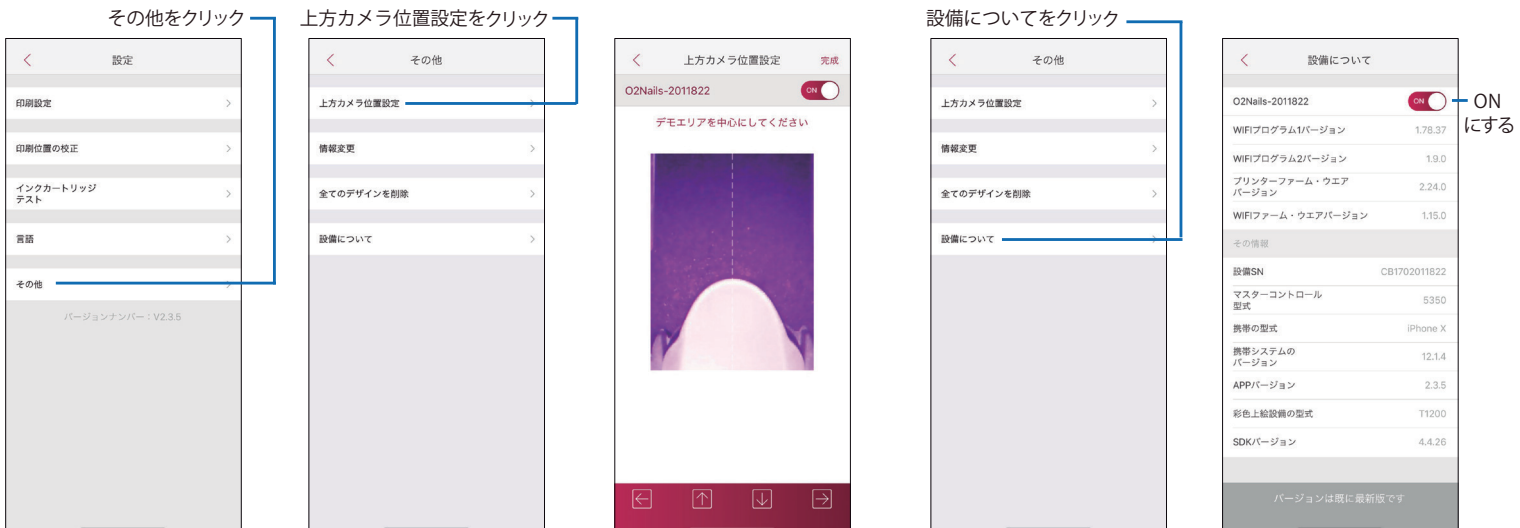 その他をクリック
上方カメラ位置設定をクリック
設備についてをクリック
設定
印刷設定
印刷位置の校正
インクカートリッジ
テスト
言語
その他
バージョンナンバー：V2.3.5
その他
上方カメラ位置設定
情報変更
全てのデザインを削除
設備について
上方カメラ位置設定
完成
O2Nails-2011822
ON
デモエリアを中心にしてください
その他
上方カメラ位置設定
情報変更
全てのデザインを削除
設備について
設備について
O2Nails-2011822
ON
ON
にする
WIFIプログラム1バージョン 1.78.37
WIFIプログラム2バージョン 1.9.0
プリンターファーム・ウエア
バージョン 2.24.0
WIFIファーム・ウエアバージョン 1.15.0
その情報
設備SN CB1702011822
マスターコントロール
型式 5350
携帯の型式 iPhone X
携帯システムの
バージョン 12.1.4
APPバージョン 2.3.5
彩色上絵設備の型式 T1200
SDKバージョン 4.4.26
バージョンは既に最新版です